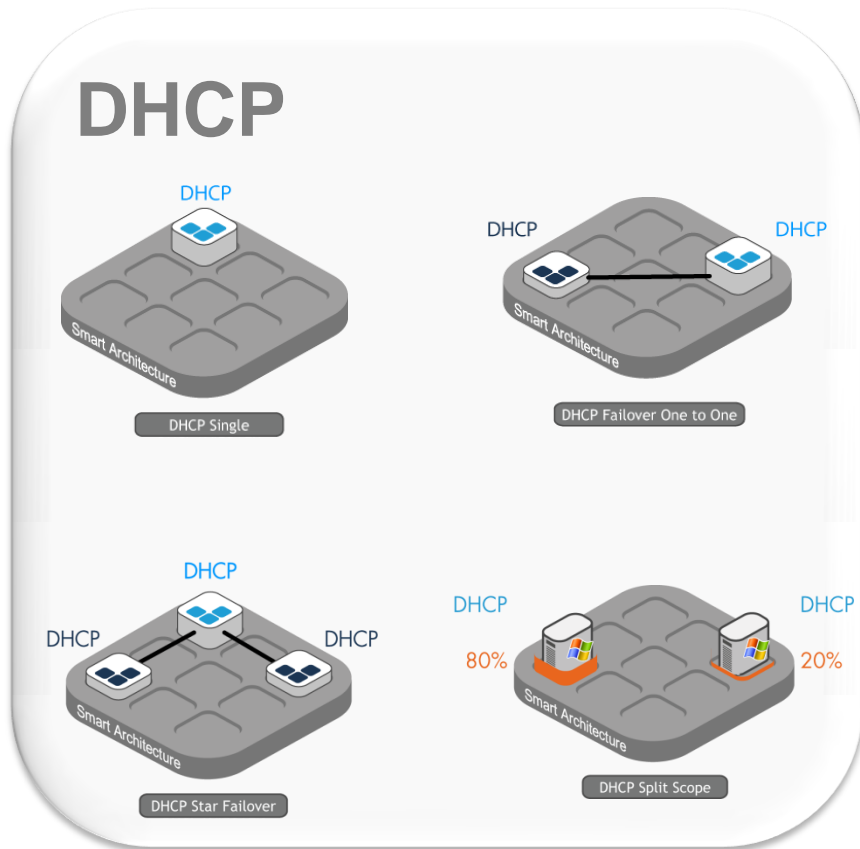 DHCP
DHCP
Smart Architecture
DHCP Single
DHCP
DHCP
Smart Architecture
DHCP Failover One to One
DHCP
DHCP
DHCP
Smart Architecture
DHCP Star Failover
DHCP
DHCP
80%
20%
Smart Architecture
DHCP Split Scope